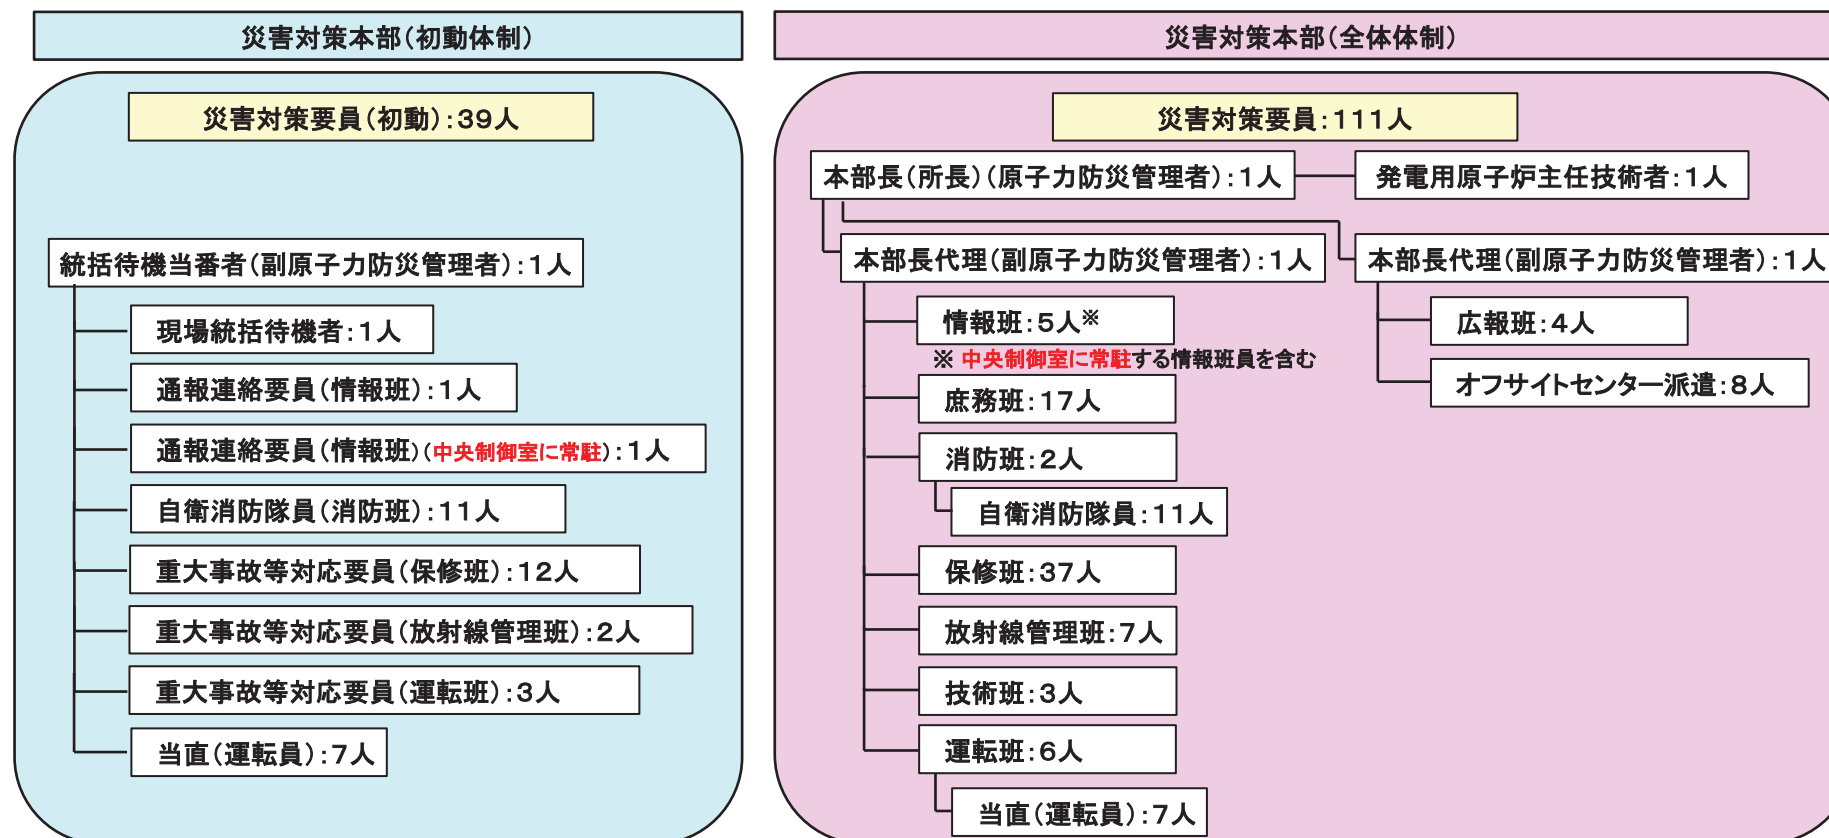 災害対策本部(初動体制)
災害対策要員(初動):39人
統括待機当番者(副原子力防災管理者):1人
現場統括待機者:1人
通報連絡要員(情報班):1人
通報連絡要員(情報班)(中央制御室に常駐):1人
自衛消防隊員(消防班):11人
重大事故等対応要員(保修班):12人
重大事故等対応要員(放射線管理班):2人
重大事故等対応要員(運転班):3人
当直(運転員):7人
災害対策本部(全体体制)
災害対策要員:111人
本部長(所長)(原子力防災管理者):1人
発電用原子炉主任技術者:1人
本部長代理(副原子力防災管理者):1人
情報班:5人※
※ 中央制御室に常駐する情報班員を含む
庶務班:17人
消防班:2人
自衛消防隊員:11人
保修班:37人
放射線管理班:7人
技術班:3人
運転班:6人
当直(運転員):7人
本部長代理(副原子力防災管理者):1人
広報班:4人
オフサイトセンター派遣:8人